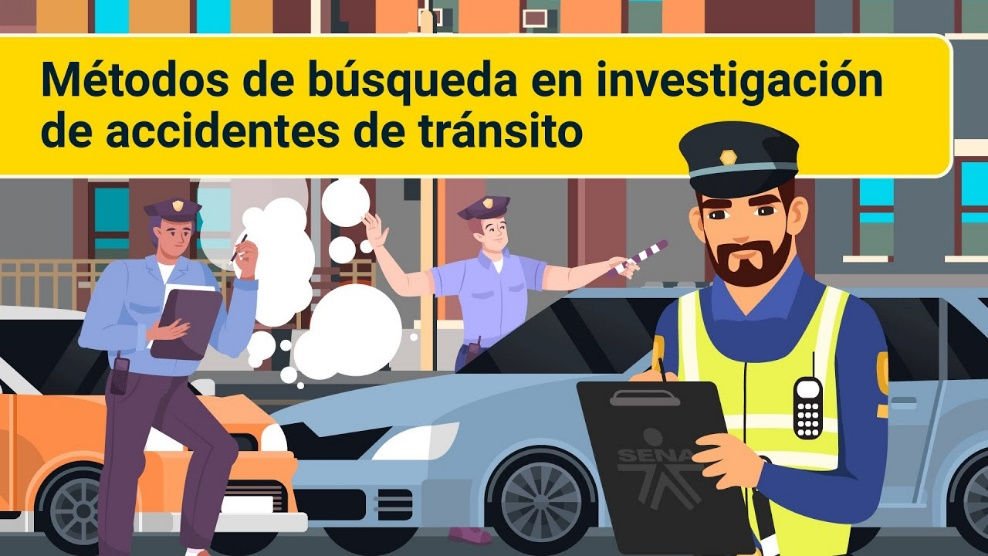 Métodos de búsqueda en investigación
de accidentes de tránsito
SENA